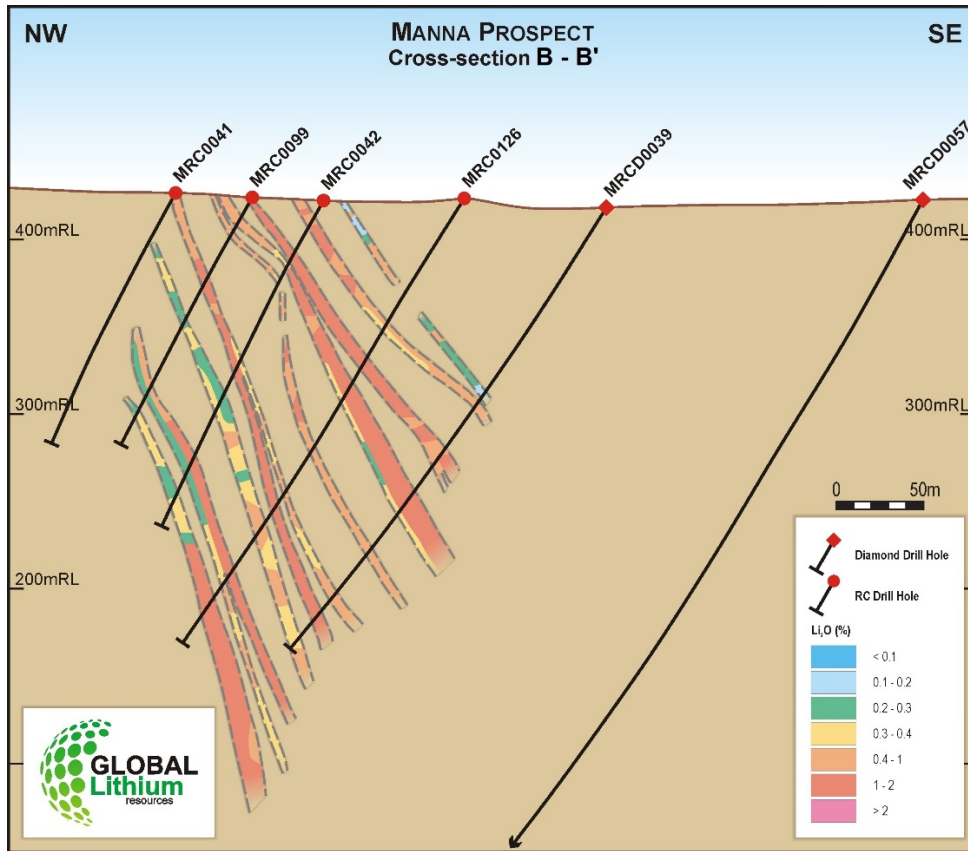 NW
MANNA PROSPECT
SE
Cross-section B - B'
MRC0041
MRC0099
MRC0042
MRC0126
MRCD0039
MRCD0057
400mRL
400mRL
300mRL
300mRL
200mRL
0 50m
Diamond Drill Hole
RC Drill Hole
Li₂O (%)
< 0.1
0.1 - 0.2
0.2 - 0.3
0.3 - 0.4
0.4 - 1
1 - 2
> 2
GLOBAL
Lithium
resources